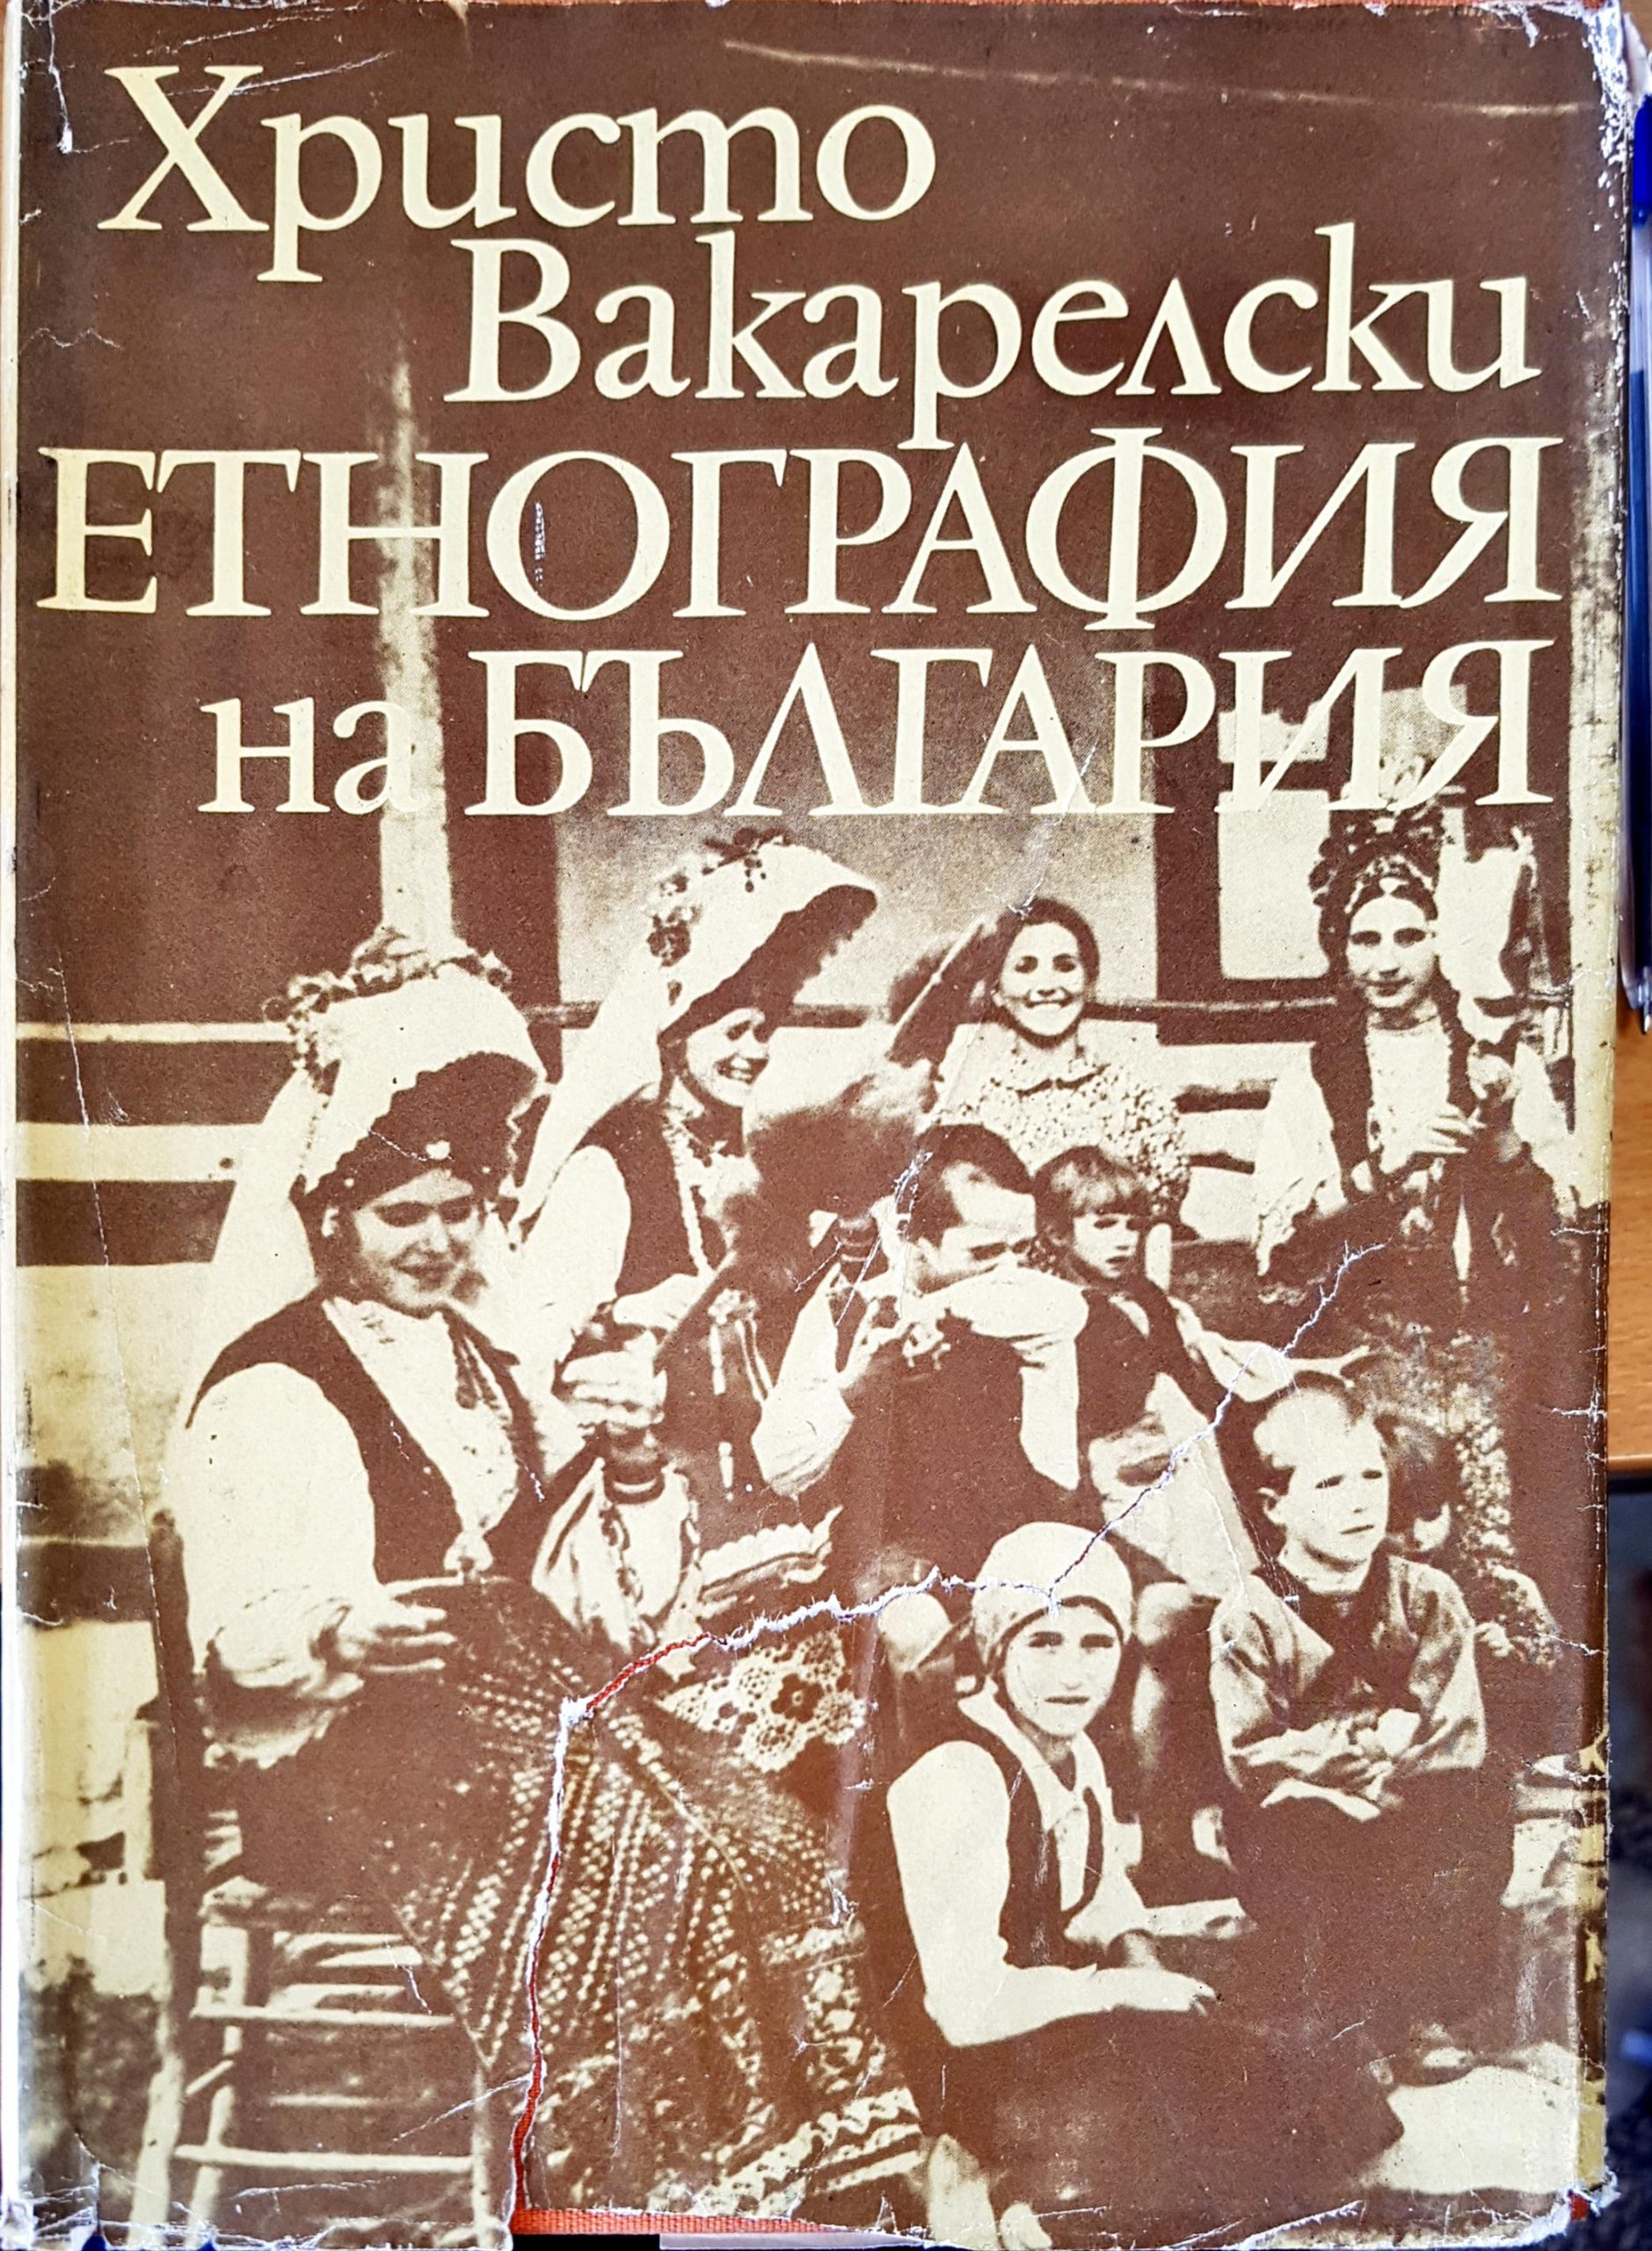 Христо
Вакарелски
ЕТНОГРАФИЯ
на БЪЛГАРИЯ